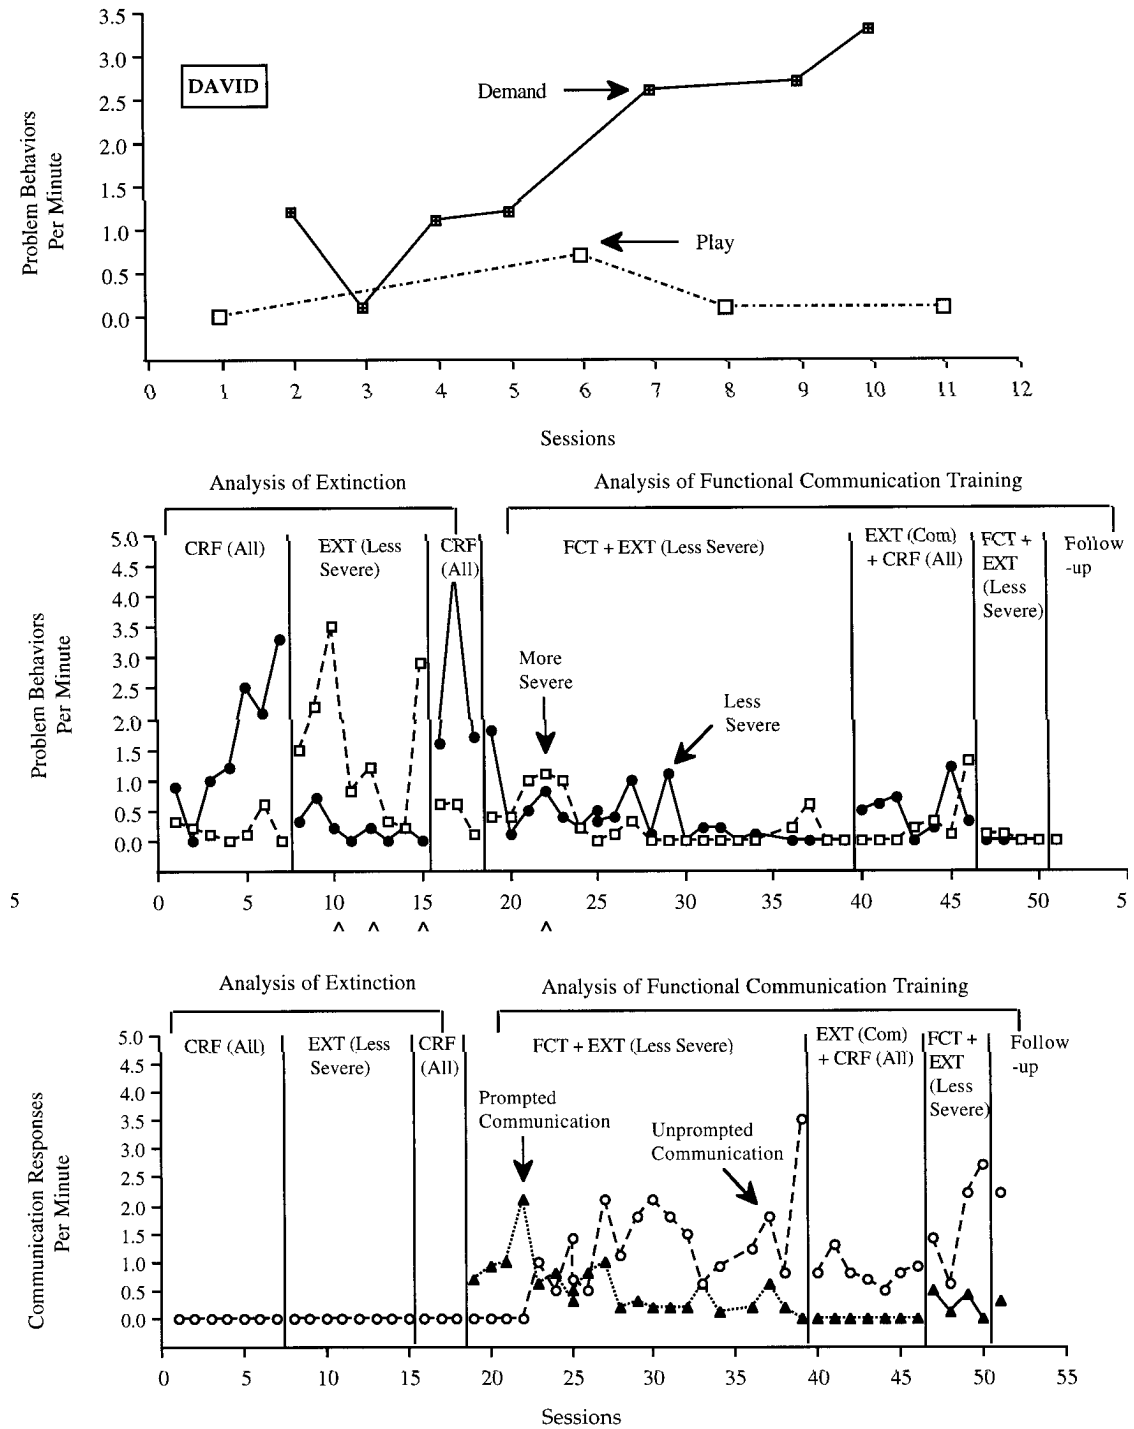 3.5
3.0
2.5
2.0
1.5
1.0
0.5
0.0
Problem Behaviors
Per Minute
DAVID
Demand
Play
0 1 2 3 4 5 6 7 8 9 10 11 12
Sessions
Analysis of Extinction
Analysis of Functional Communication Training
CRF (All)
EXT (Less
Severe)
CRF
(All)
FCT + EXT (Less Severe)
EXT (Com)
+ CRF (All)
FCT +
EXT
(Less
Severe)
Follow
-up
5.0
4.5
4.0
3.5
3.0
2.5
2.0
1.5
1.0
0.5
0.0
Problem Behaviors
Per Minute
More
Severe
Less
Severe
5
0 5 10 15 20 25 30 35 40 45 50 5
^ ^ ^ ^
Analysis of Extinction
Analysis of Functional Communication Training
CRF (All)
EXT (Less
Severe)
CRF
(All)
FCT + EXT (Less Severe)
EXT (Com)
+ CRF (All)
FCT +
EXT
(Less
Severe)
Follow
-up
5.0
4.5
4.0
3.5
3.0
2.5
2.0
1.5
1.0
0.5
0.0
Communication Responses
Per Minute
Prompted
Communication
Unprompted
Communication
0 5 10 15 20 25 30 35 40 45 50 55
Sessions